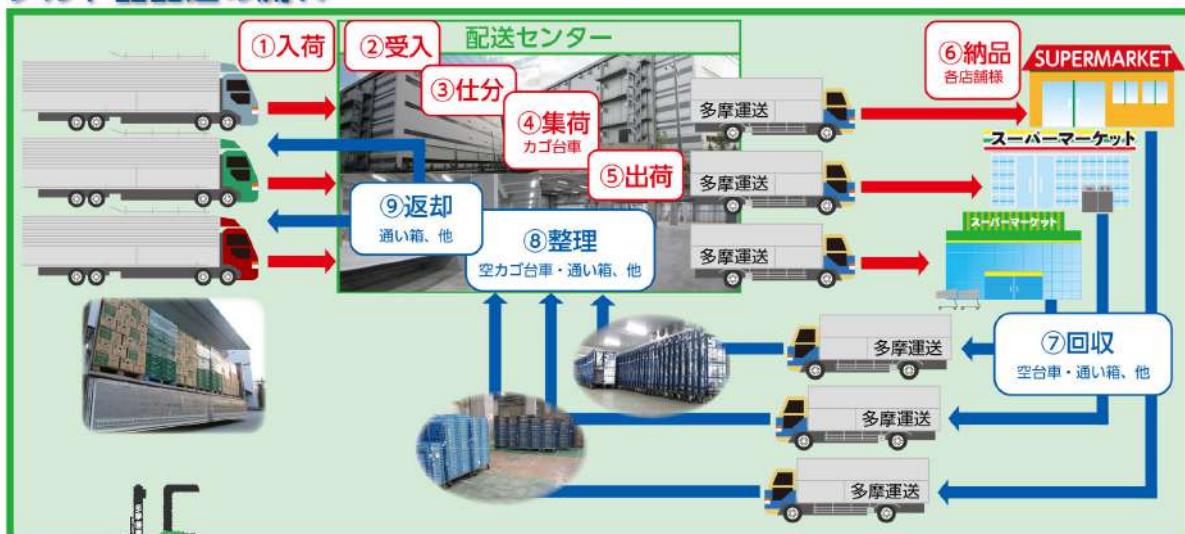 ①入荷
②受入
配送センター
③仕分
④集荷
カゴ台車
⑤出荷
⑥納品
各店舗様
SUPERMARKET
スーパーマーケット
スーパーマーケット
多摩運送
多摩運送
多摩運送
⑨返却
通い箱、他
⑧整理
空カゴ台車・通い箱、他
⑦回収
空台車・通い箱、他
多摩運送
多摩運送
多摩運送